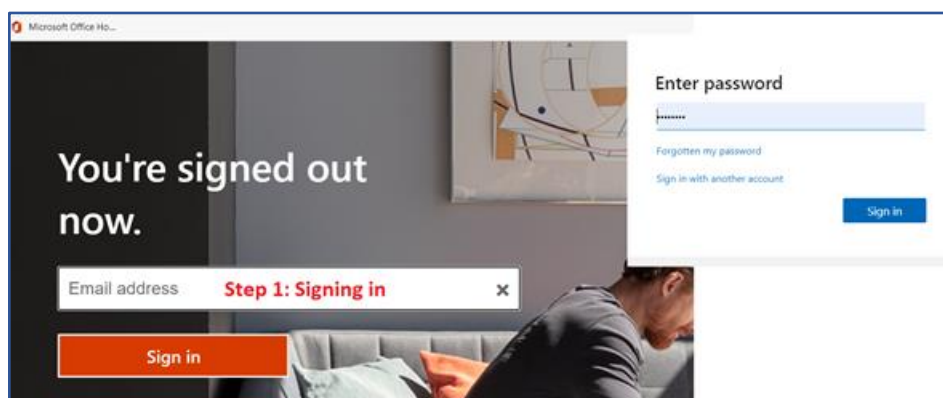 Microsoft Office Ho...
You're signed out
now.
Email address
Step 1: Signing in
Sign in
Enter password
Forgotten my password
Sign in with another account
Sign in